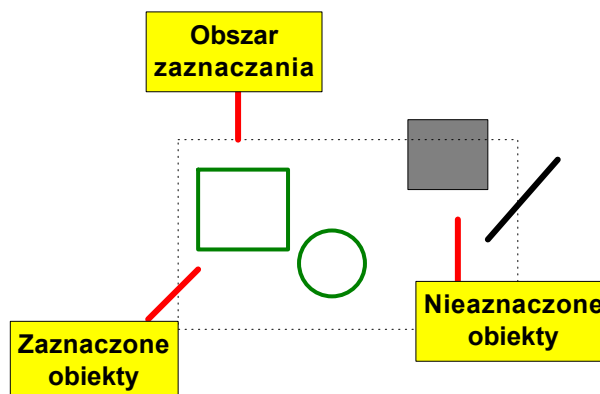 Obszar
zaznaczania
Nieaznaczone
obiekty
Zaznaczone
obiekty